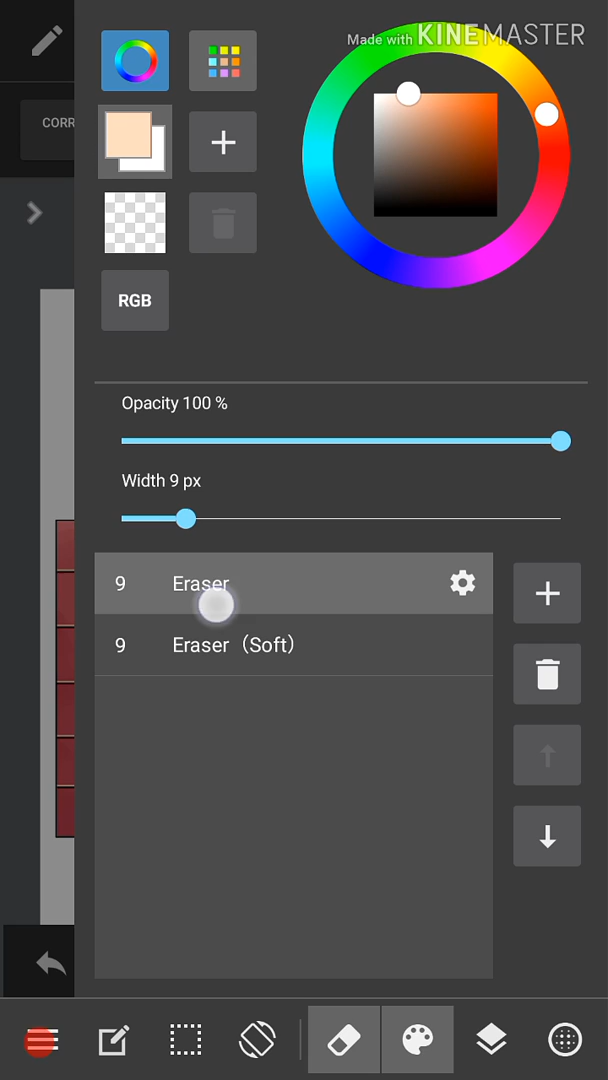 Made with KINEMASTER
CORR
RGB
Opacity 100 %
Width 9 px
9 Eraser
9 Eraser（Soft）